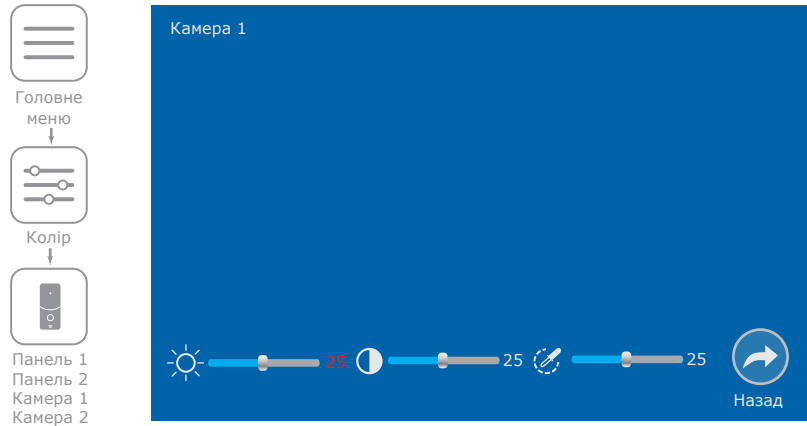 Головне
меню
Колір
Панель 1
Панель 2
Камера 1
Камера 2
Камера 1
25
25
25
Назад